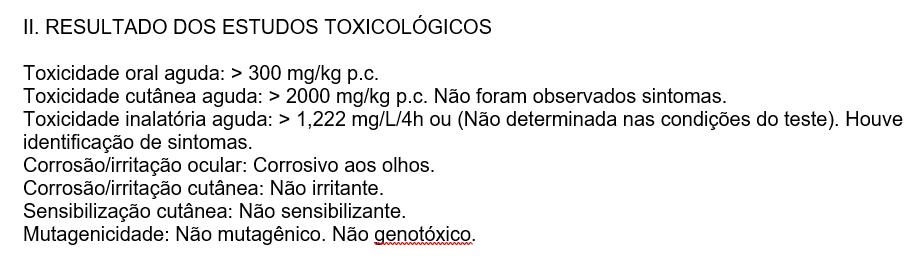 II. RESULTADO DOS ESTUDOS TOXICOLÓGICOS
Toxicidade oral aguda: > 300 mg/kg p.c.
Toxicidade cutânea aguda: > 2000 mg/kg p.c. Não foram observados sintomas.
Toxicidade inalatória aguda: > 1,222 mg/L/4h ou (Não determinada nas condições do teste). Houve
identificação de sintomas.
Corrosão/irritação ocular: Corrosivo aos olhos.
Corrosão/irritação cutânea: Não irritante.
Sensibilização cutânea: Não sensibilizante.
Mutagenicidade: Não mutagênico. Não genotóxico.